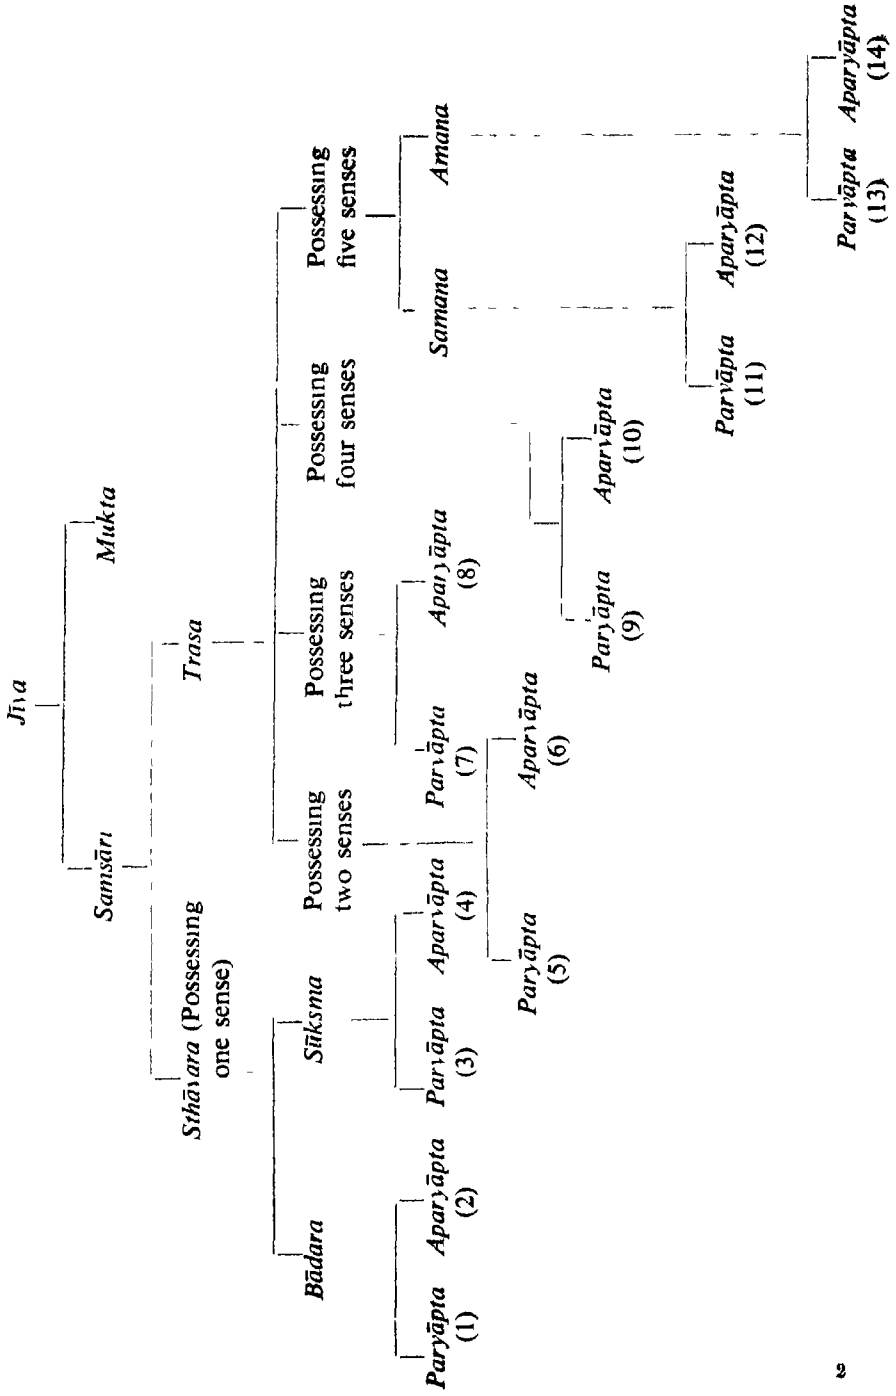 Jīva
Samsāri Mukta
Sthāvara (Possessing
one sense)
Trasa
Bādara Sūksma
Possessing
two senses
Possessing
three senses
Possessing
four senses
Possessing
five senses
Paryāpta
(1)
Aparyāpta
(2)
Paryāpta
(3)
Aparyāpta
(4)
Paryāpta
(7)
Aparyāpta
(8)
Samana Amana
Paryāpta
(5)
Aparyāpta
(6)
Paryāpta
(9)
Aparyāpta
(10)
Paryāpta
(11)
Aparyāpta
(12)
Paryāpta
(13)
Aparyāpta
(14)
2